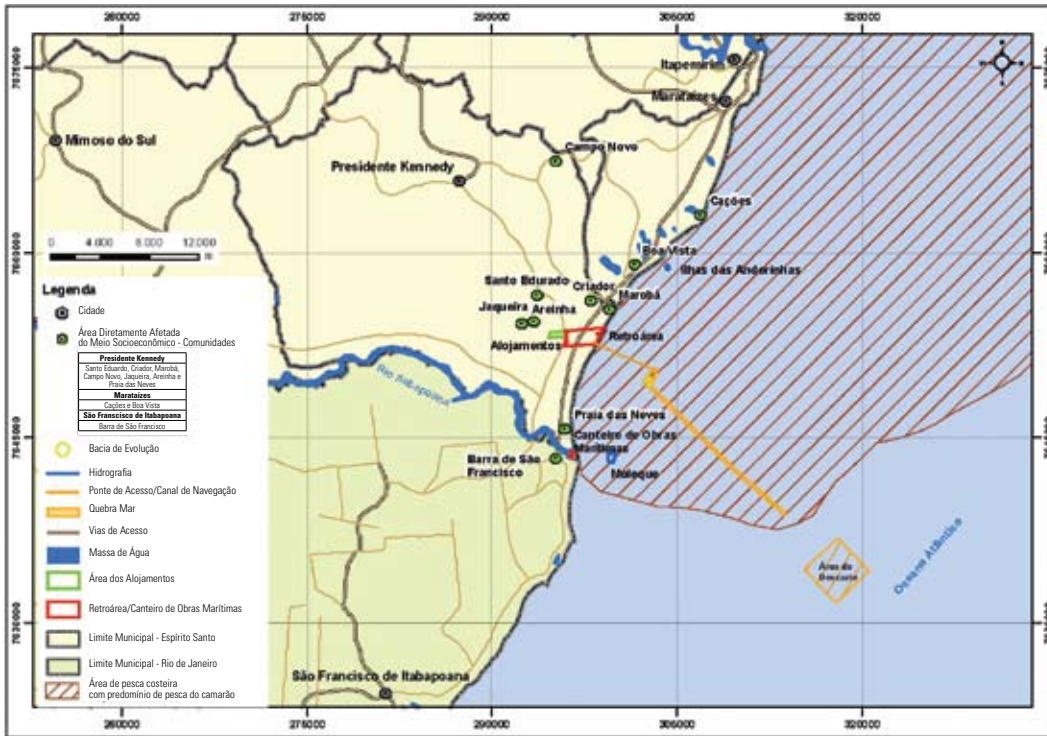 260000 275000 290000 305000 320000
Itapemirim
Marataízes
Mimoso do Sul
Campo Novo
Presidente Kennedy
Cações
0 4.000 8.000 12.000
m
Boa Vista
Ilhas das Andorinhas
Santo Edurado
Criador
Marobá
Jaqueira Areinha
Retroárea
Alojamentos
Rio Itabapoana
Praia das Neves
Canteiro de Obras
Marítimas
Barra de São
Francisco
Moleque
Área de
Descarte
Oceano Atlântico
São Francisco de Itabapoana
Legenda
Cidade
Área Diretamente Afetada
do Meio Socioeconômico - Comunidades
Presidente Kennedy
Santo Eduardo, Criador, Marobá,
Campo Novo, Jaqueira, Areinha e
Praia das Neves
Marataízes
Cações e Boa Vista
São Franscisco de Itabapoana
Barra de São Francisco
Bacia de Evolução
Hidrografia
Ponte de Acesso/Canal de Navegação
Quebra Mar
Vias de Acesso
Massa de Água
Área dos Alojamentos
Retroárea/Canteiro de Obras Marítimas
Limite Municipal - Espírito Santo
Limite Municipal - Rio de Janeiro
Área de pesca costeira
com predomínio de pesca do camarão
260000 275000 290000 305000 320000